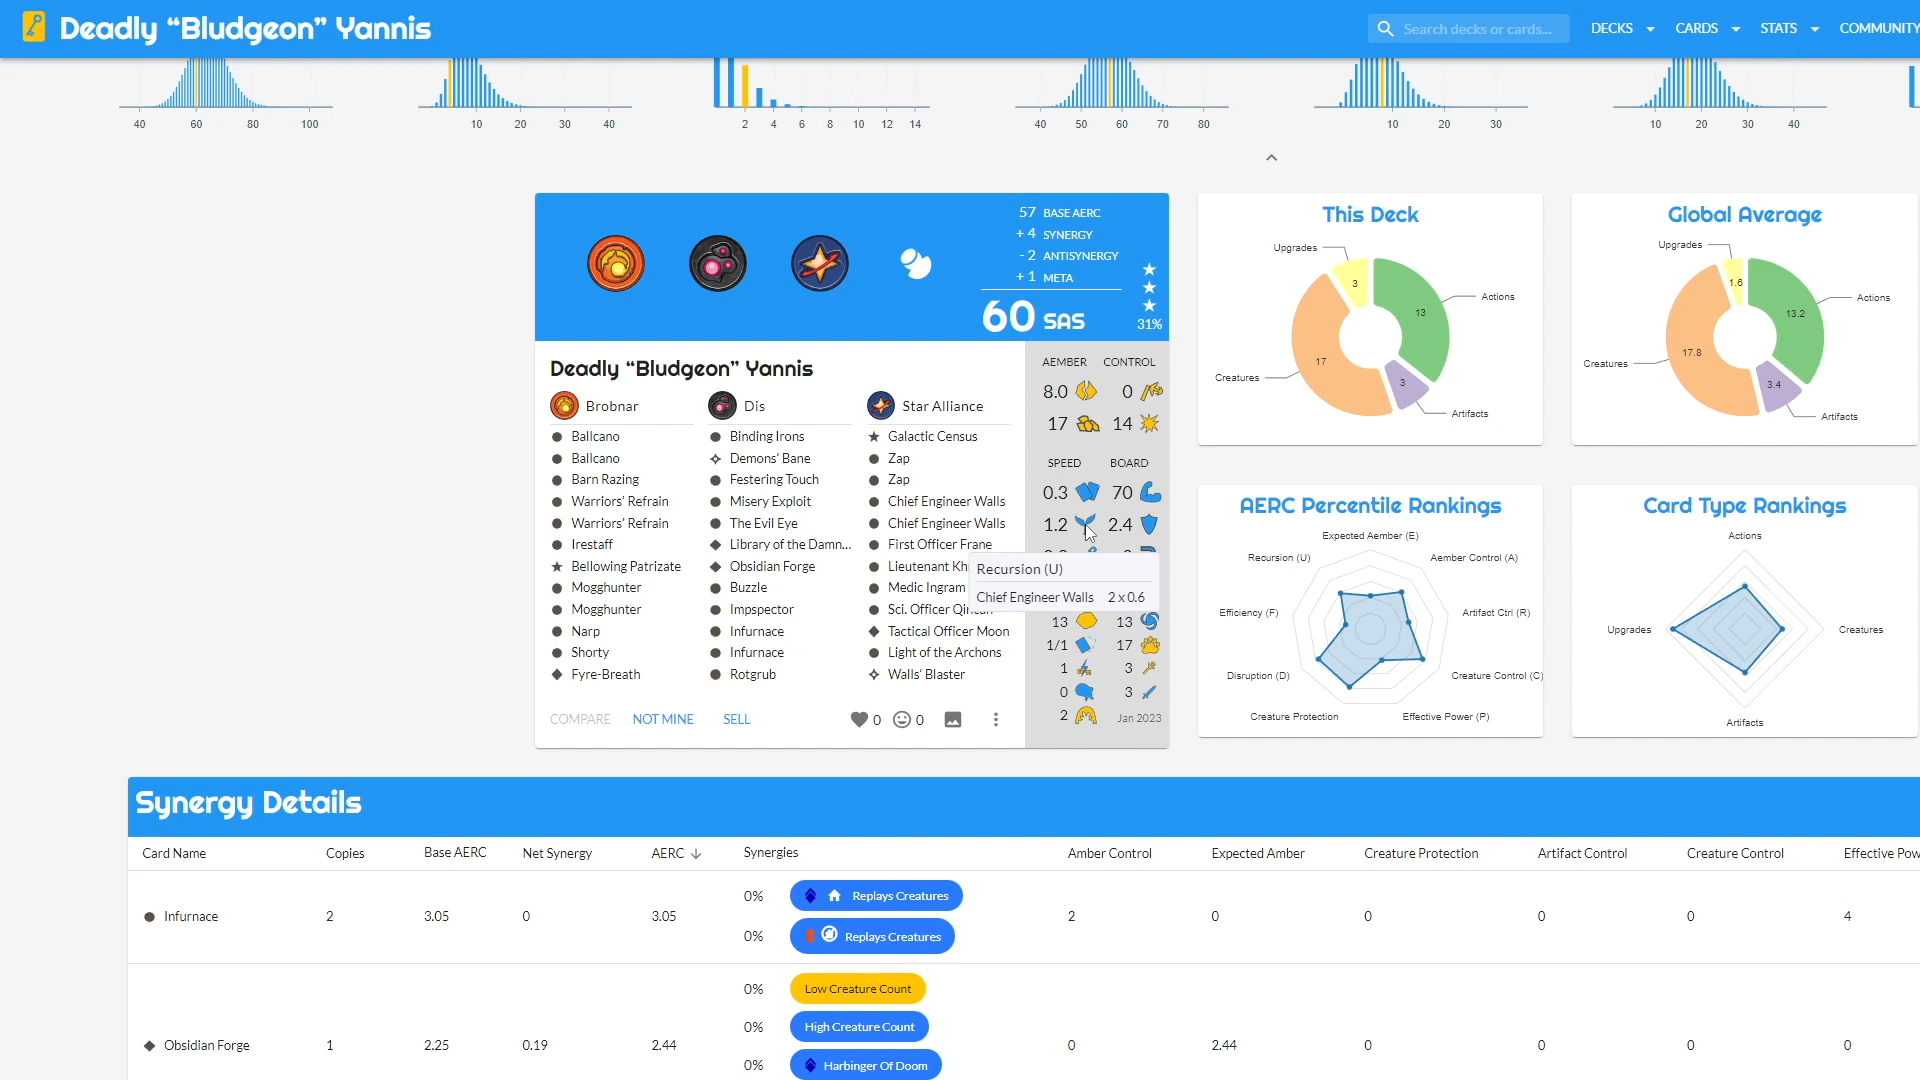 Deadly “Bludgeon” Yannis
Search decks or cards...
DECKS
CARDS
STATS
COMMUNITY
40 60 80 100
10 20 30 40
2 4 6 8 10 12 14
40 50 60 70 80
10 20 30
10 20 30 40
57 BASE AERC
+ 4 SYNERGY
- 2 ANTISYNERGY
+ 1 META
60 SAS
31%
Deadly “Bludgeon” Yannis
Brobnar
Ballcano
Ballcano
Barn Razing
Warriors’ Refrain
Warriors’ Refrain
Irestaff
Bellowing Patrizate
Mogghunter
Mogghunter
Narp
Shorty
Fyre-Breath
Dis
Binding Irons
Demons’ Bane
Festering Touch
Misery Exploit
The Evil Eye
Library of the Damn...
Obsidian Forge
Buzzle
Impspector
Infurnace
Infurnace
Rotgrub
Star Alliance
Galactic Census
Zap
Zap
Chief Engineer Walls
Chief Engineer Walls
First Officer Frane
Lieutenant Kh
Medic Ingram
Sci. Officer
Tactical Officer Moon
Light of the Archons
Walls’ Blaster
COMPARE
NOT MINE
SELL
0
0
AEMBER CONTROL
8.0 0
17 14
SPEED BOARD
0.3 70
1.2 2.4
Recursion (U)
Chief Engineer Walls 2 x 0.6
13 13
1/1 17
1 3
0 3
2 Jan 2023
This Deck
Upgrades
3
Actions
13
17
Creatures
3
Artifacts
Global Average
Upgrades
1.6
Actions
13.2
17.8
Creatures
3.4
Artifacts
AERC Percentile Rankings
Expected Aember (E)
Recursion (U)
Aember Control (A)
Efficiency (F)
Artifact Ctrl (R)
Disruption (D)
Creature Control (C)
Creature Protection
Effective Power (P)
Card Type Rankings
Actions
Upgrades
Creatures
Artifacts
Synergy Details
Card Name Copies Base AERC Net Synergy AERC Synergies Amber Control Expected Amber Creature Protection Artifact Control Creature Control Effective Pow
0% Replays Creatures
Infurnace 2 3.05 0 3.05 2 0 0 0 0 4
0% Replays Creatures
0% Low Creature Count
0% High Creature Count
Obsidian Forge 1 2.25 0.19 2.44 0 2.44 0 0 0 0
0% Harbinger Of Doom